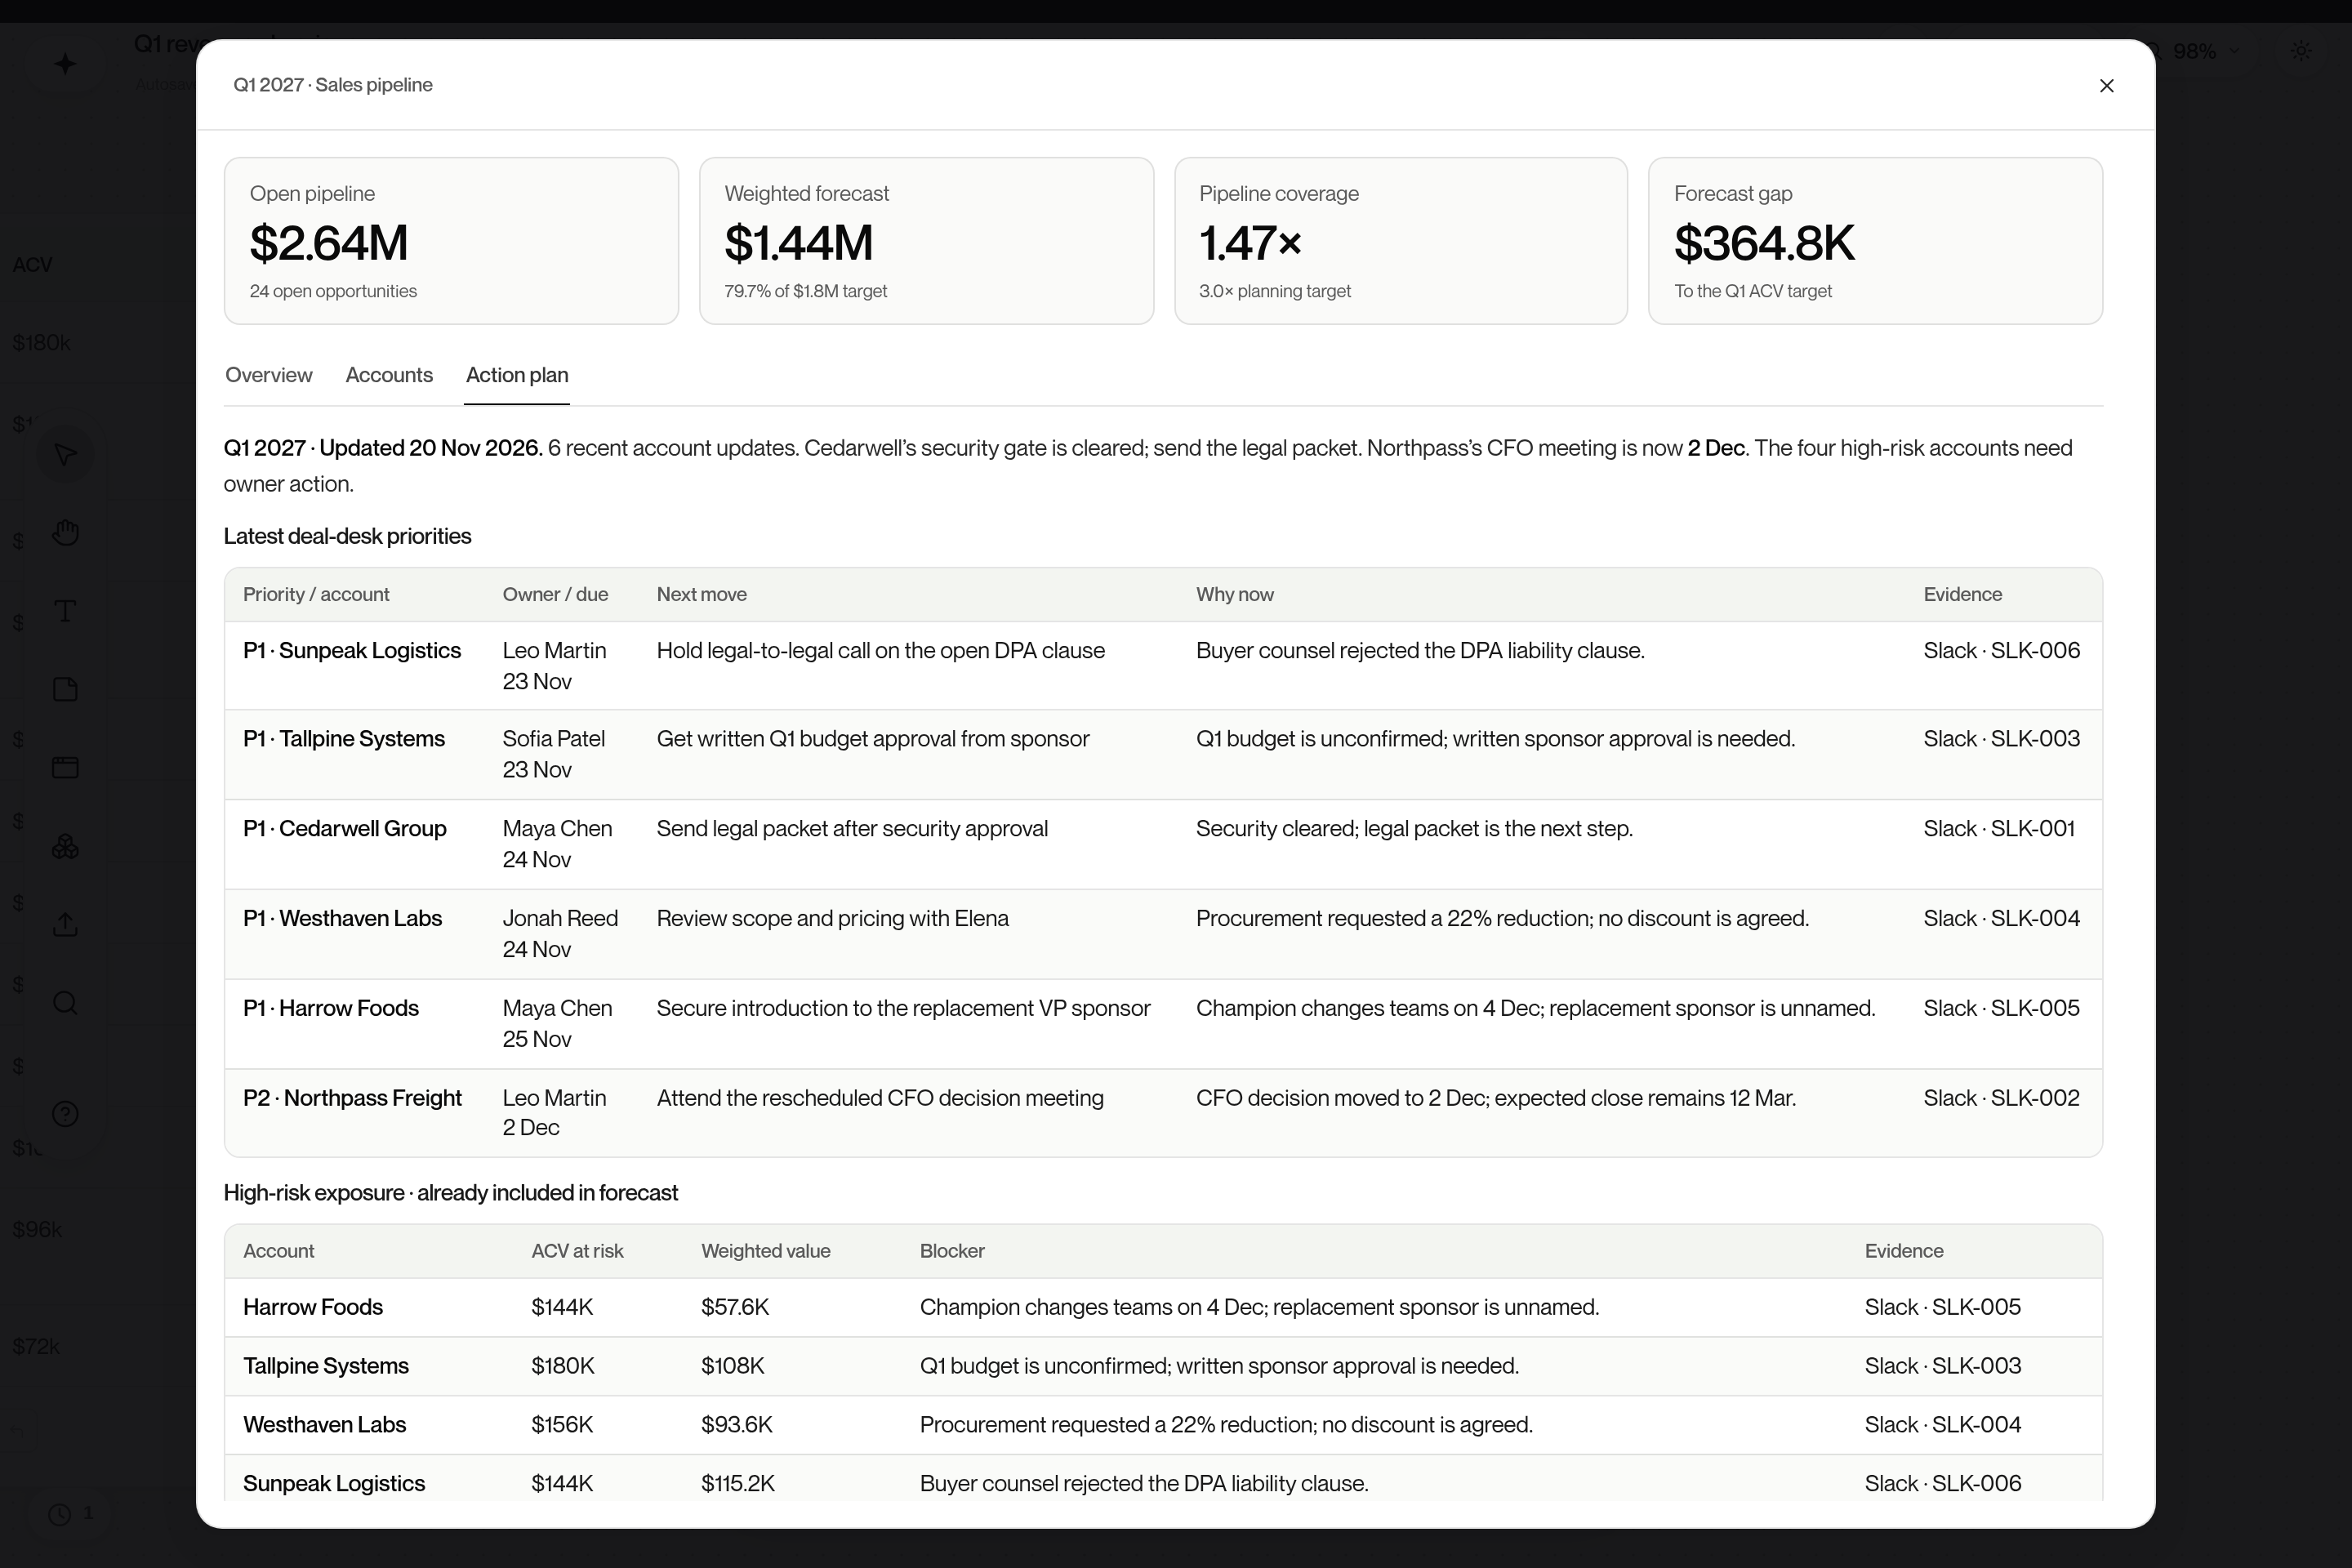 Q1 reve
98%
Autosav
Q1 2027 · Sales pipeline
Open pipeline
$2.64M
24 open opportunities
Weighted forecast
$1.44M
79.7% of $1.8M target
Pipeline coverage
1.47×
3.0× planning target
Forecast gap
$364.8K
To the Q1 ACV target
Overview Accounts Action plan
Q1 2027 · Updated 20 Nov 2026. 6 recent account updates. Cedarwell’s security gate is cleared; send the legal packet. Northpass’s CFO meeting is now 2 Dec. The four high-risk accounts need
owner action.
Latest deal-desk priorities
Priority / account Owner / due Next move Why now Evidence
P1 · Sunpeak Logistics Leo Martin Hold legal-to-legal call on the open DPA clause Buyer counsel rejected the DPA liability clause. Slack · SLK-006
23 Nov
P1 · Tallpine Systems Sofia Patel Get written Q1 budget approval from sponsor Q1 budget is unconfirmed; written sponsor approval is needed. Slack · SLK-003
23 Nov
P1 · Cedarwell Group Maya Chen Send legal packet after security approval Security cleared; legal packet is the next step. Slack · SLK-001
24 Nov
P1 · Westhaven Labs Jonah Reed Review scope and pricing with Elena Procurement requested a 22% reduction; no discount is agreed. Slack · SLK-004
24 Nov
P1 · Harrow Foods Maya Chen Secure introduction to the replacement VP sponsor Champion changes teams on 4 Dec; replacement sponsor is unnamed. Slack · SLK-005
25 Nov
P2 · Northpass Freight Leo Martin Attend the rescheduled CFO decision meeting CFO decision moved to 2 Dec; expected close remains 12 Mar. Slack · SLK-002
2 Dec
High-risk exposure · already included in forecast
Account ACV at risk Weighted value Blocker Evidence
Harrow Foods $144K $57.6K Champion changes teams on 4 Dec; replacement sponsor is unnamed. Slack · SLK-005
Tallpine Systems $180K $108K Q1 budget is unconfirmed; written sponsor approval is needed. Slack · SLK-003
Westhaven Labs $156K $93.6K Procurement requested a 22% reduction; no discount is agreed. Slack · SLK-004
Sunpeak Logistics $144K $115.2K Buyer counsel rejected the DPA liability clause. Slack · SLK-006
ACV
$180k
$96k
$72k
1